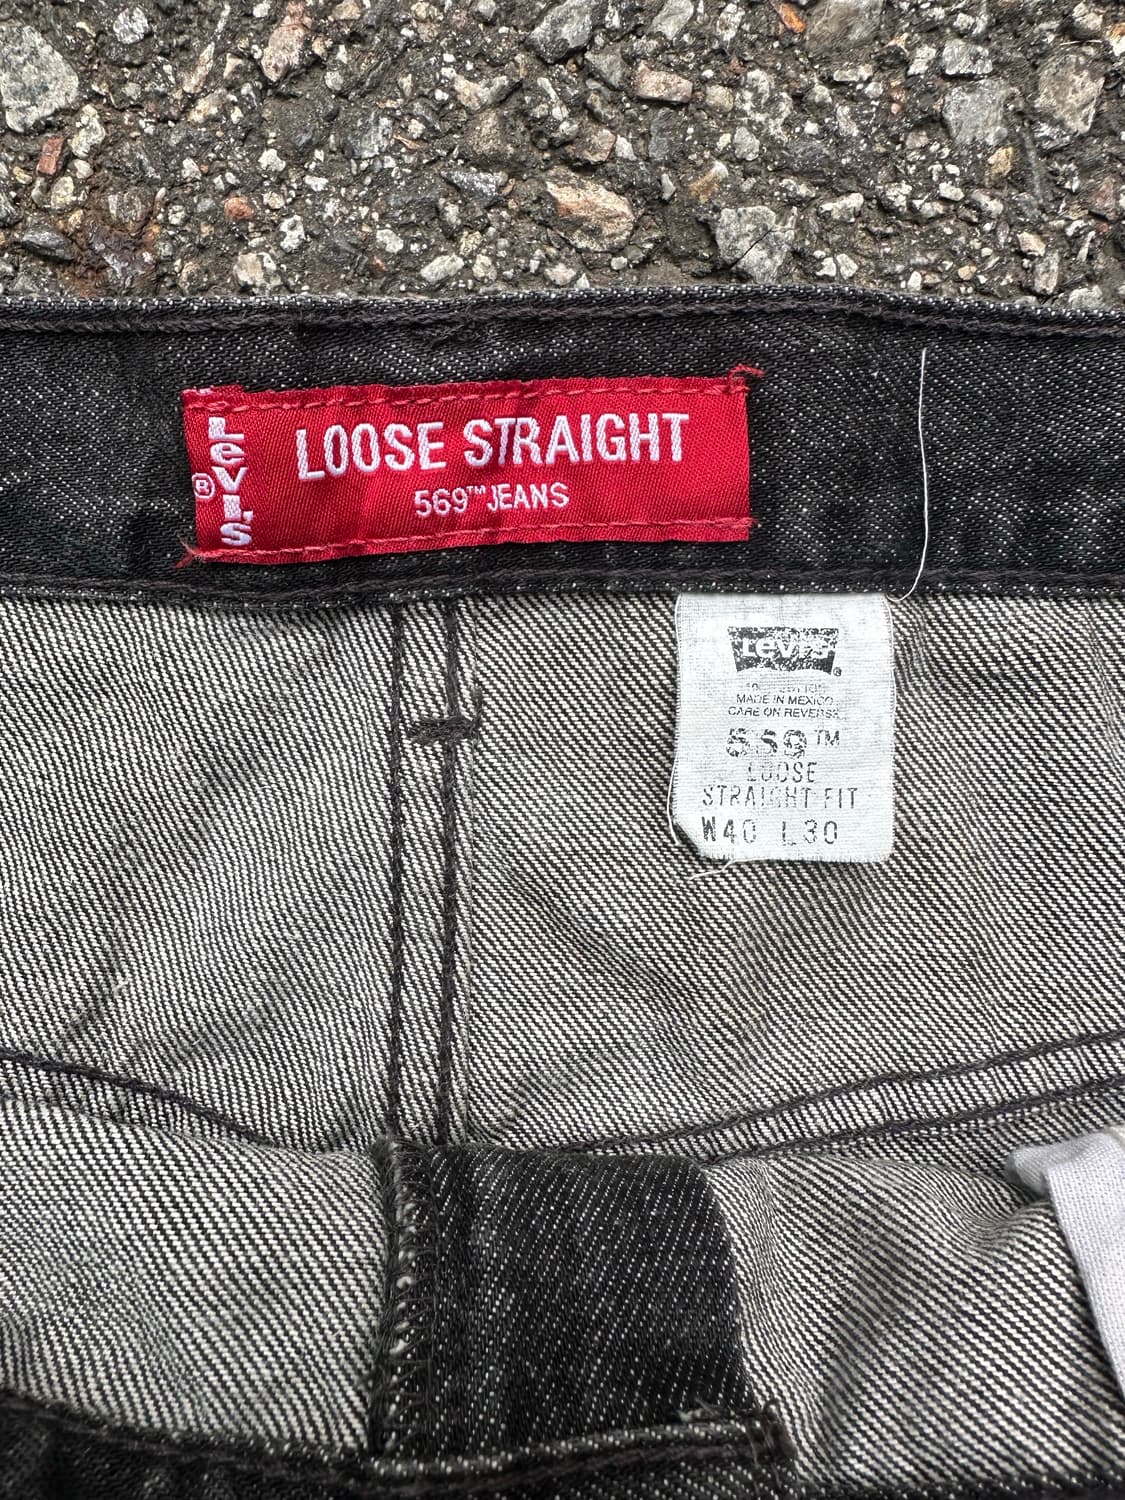 Levi's®
LOOSE STRAIGHT
569™ JEANS
Levi's®
MADE IN MEXICO
CARE ON REVERSE
569™
LOOSE
STRAIGHT FIT
W40 L30